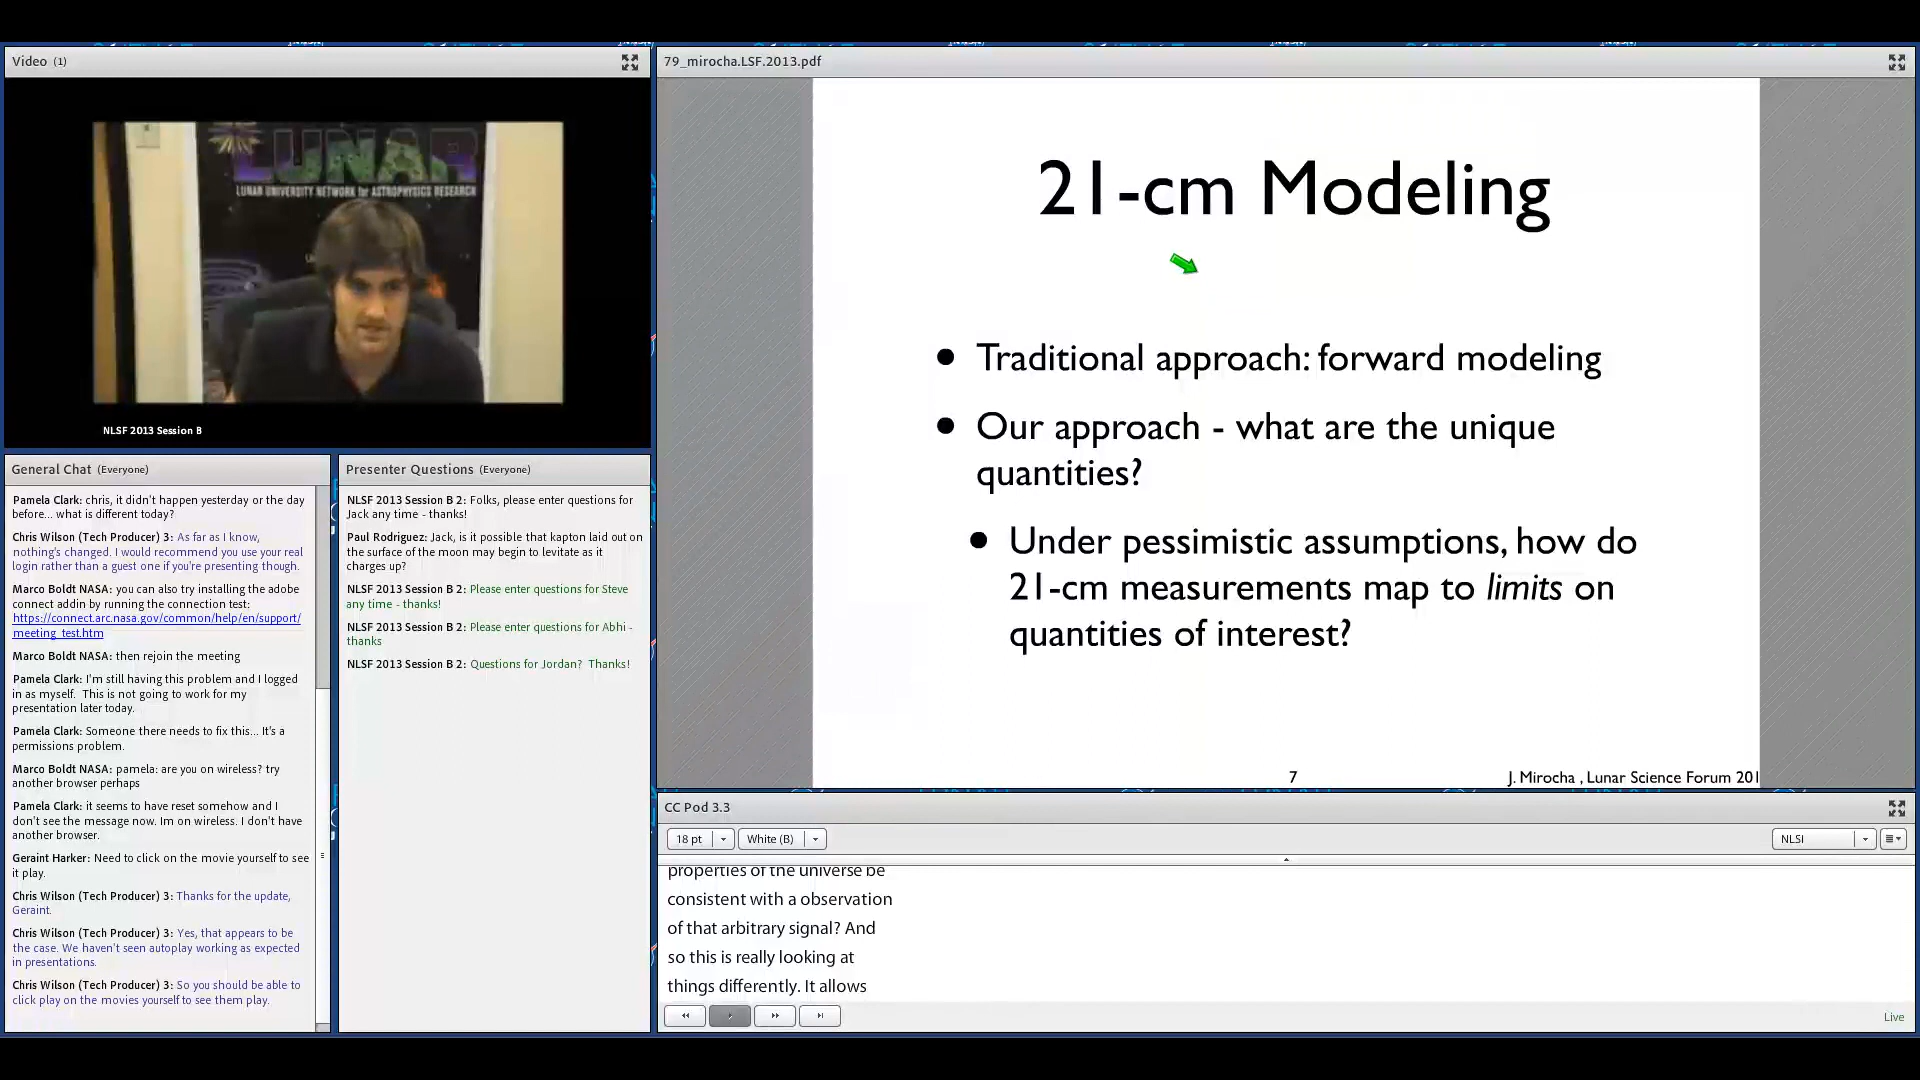 Video (1)
LUNAR
LUNAR UNIVERSITY NETWORK for ASTROPHYSICS RESEARCH
NLSF 2013 Session B
General Chat (Everyone)
Pamela Clark: chris, it didn't happen yesterday or the day
before... what is different today?
Chris Wilson (Tech Producer) 3: As far as I know,
nothing's changed. I would recommend you use your real
login rather than a guest one if you're presenting though.
Marco Boldt NASA: you can also try installing the adobe
connect addin by running the connection test:
https://connect.arc.nasa.gov/common/help/en/support/
meeting_test.htm
Marco Boldt NASA: then rejoin the meeting
Pamela Clark: I'm still having this problem and I logged
in as myself. This is not going to work for my
presentation later today.
Pamela Clark: Someone there needs to fix this... It's a
permissions problem.
Marco Boldt NASA: pamela: are you on wireless? try
another browser perhaps
Pamela Clark: it seems to have reset somehow and I
don't see the message now. Im on wireless. I don't have
another browser.
Geraint Harker: Need to click on the movie yourself to see
it play.
Chris Wilson (Tech Producer) 3: Thanks for the update,
Geraint.
Chris Wilson (Tech Producer) 3: Yes, that appears to be
the case. We haven't seen autoplay working as expected
in presentations.
Chris Wilson (Tech Producer) 3: So you should be able to
click play on the movies yourself to see them play.
Presenter Questions (Everyone)
NLSF 2013 Session B 2: Folks, please enter questions for
Jack any time - thanks!
Paul Rodriguez: Jack, is it possible that kapton laid out on
the surface of the moon may begin to levitate as it
charges up?
NLSF 2013 Session B 2: Please enter questions for Steve
any time - thanks!
NLSF 2013 Session B 2: Please enter questions for Abhi -
thanks
NLSF 2013 Session B 2: Questions for Jordan? Thanks!
79_mirocha.LSF.2013.pdf
21-cm Modeling
• Traditional approach: forward modeling
• Our approach - what are the unique
quantities?
• Under pessimistic assumptions, how do
21-cm measurements map to limits on
quantities of interest?
7
J. Mirocha , Lunar Science Forum 201
CC Pod 3.3
18 pt
White (B)
NLSI
properties of the universe be
consistent with a observation
of that arbitrary signal? And
so this is really looking at
things differently. It allows
Live